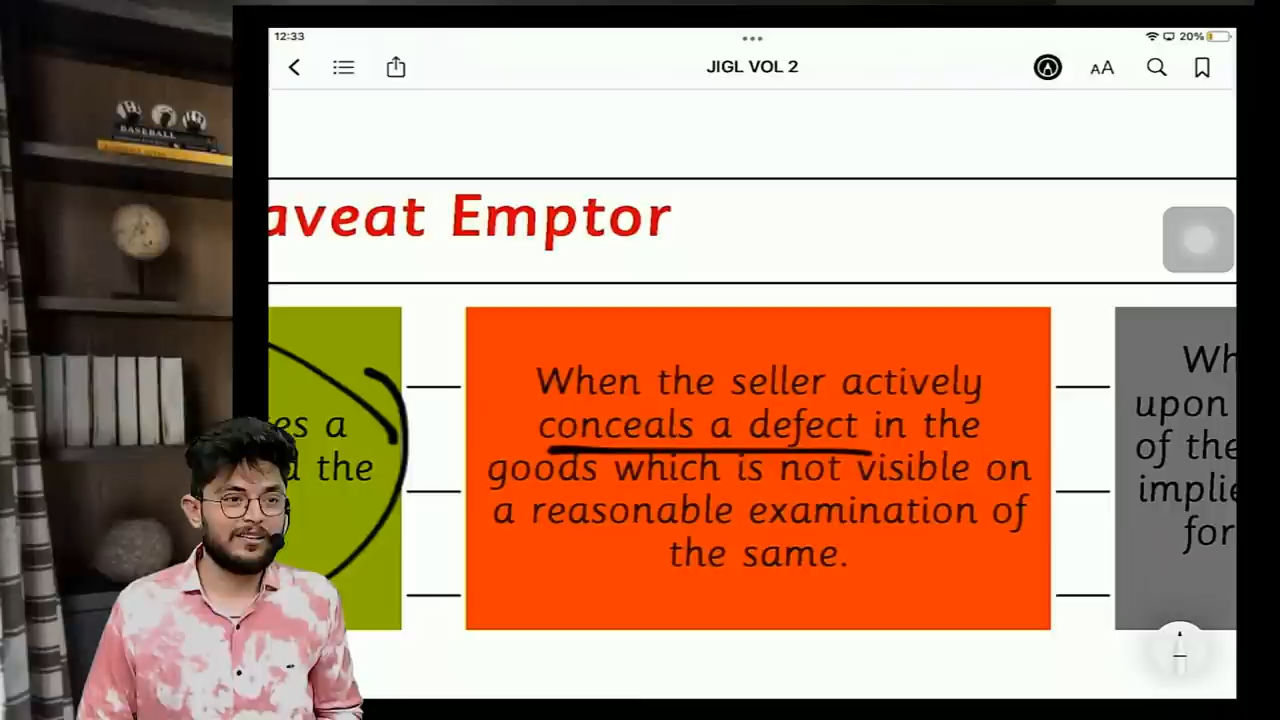 12:33
20%
JIGL VOL 2
AA
aveat Emptor
es a
the
When the seller actively
conceals a defect in the
goods which is not visible on
a reasonable examination of
the same.
Wh
upon
of the
implie
for
BASEBALL